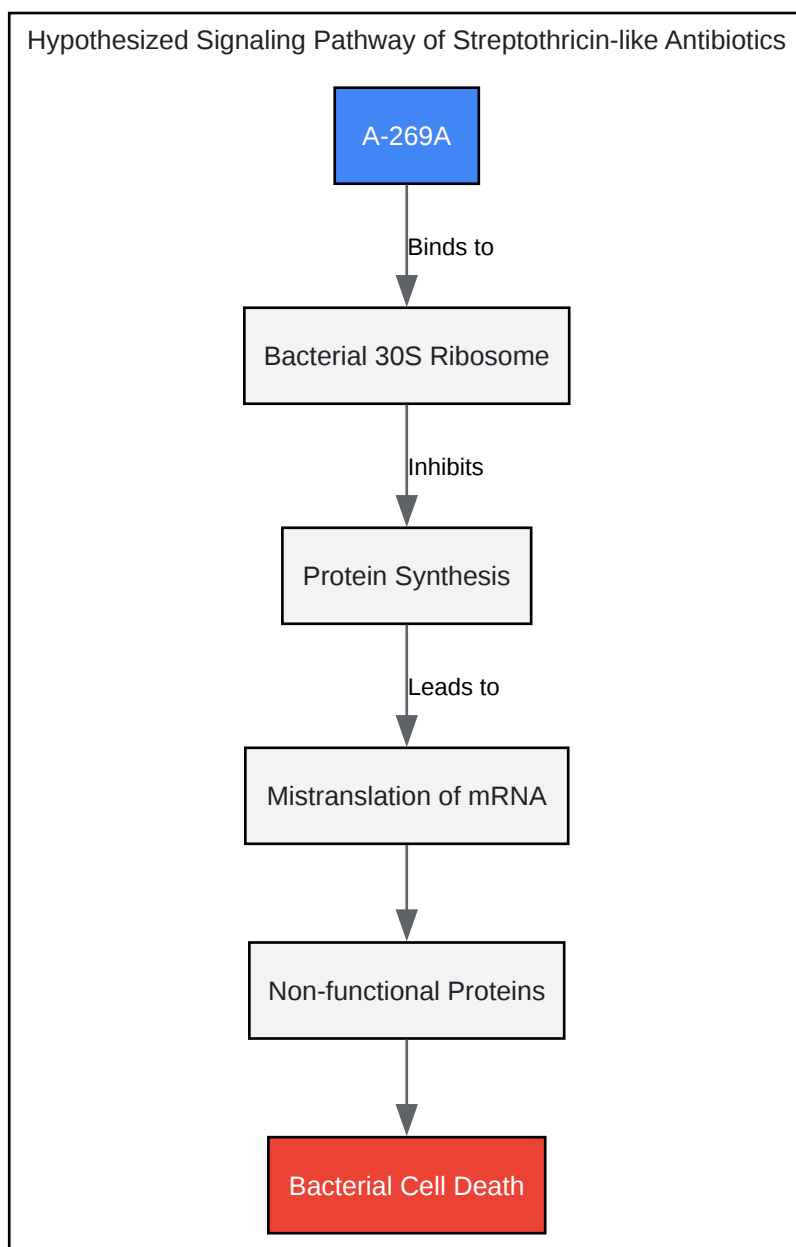 Hypothesized Signaling Pathway of Streptothricin-like Antibiotics
A-269A
Binds to
Bacterial 30S Ribosome
Inhibits
Protein Synthesis
Leads to
Mistranslation of mRNA
Non-functional Proteins
Bacterial Cell Death